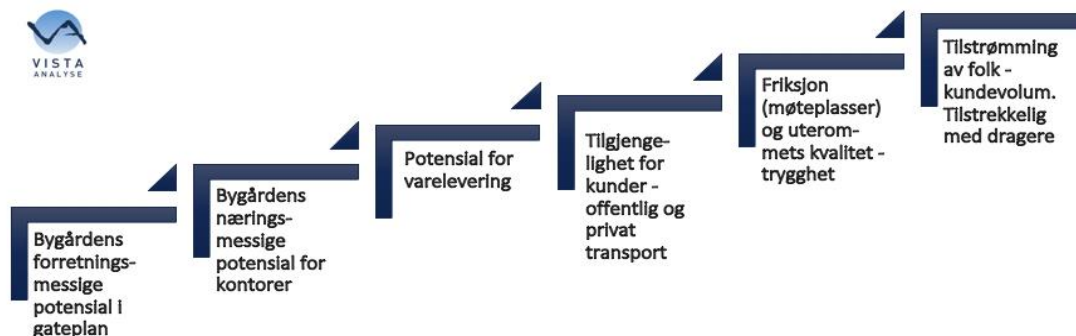 VISTA
ANALYSE
Bygårdens
forretnings-
messige
potensial i
gateplan
Bygårdens
nærings-
messige
potensial for
kontorer
Potensial for
varelevering
Tilgjenge-
lighet for
kunder -
offentlig og
privat
transport
Friksjon
(møteplasser)
og uterom-
mets kvalitet -
trygghet
Tilstrømming
av folk -
kundevolum.
Tilstrekkelig
med dragere